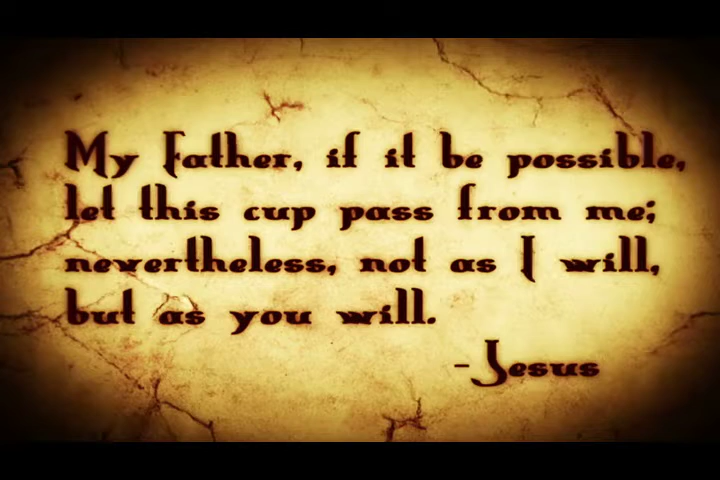 My Father, if it be possible,
let this cup pass from me;
nevertheless, not as I will,
but as you will.
-Jesus